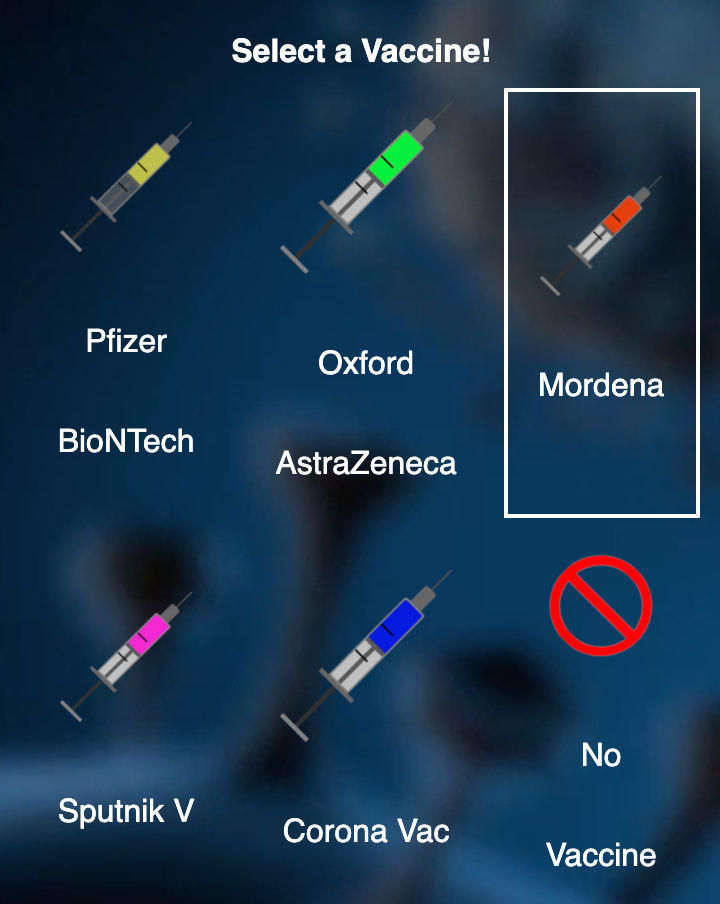 Select a Vaccine!
Pfizer
BioNTech
Oxford
AstraZeneca
Mordena
Sputnik V
Corona Vac
No
Vaccine